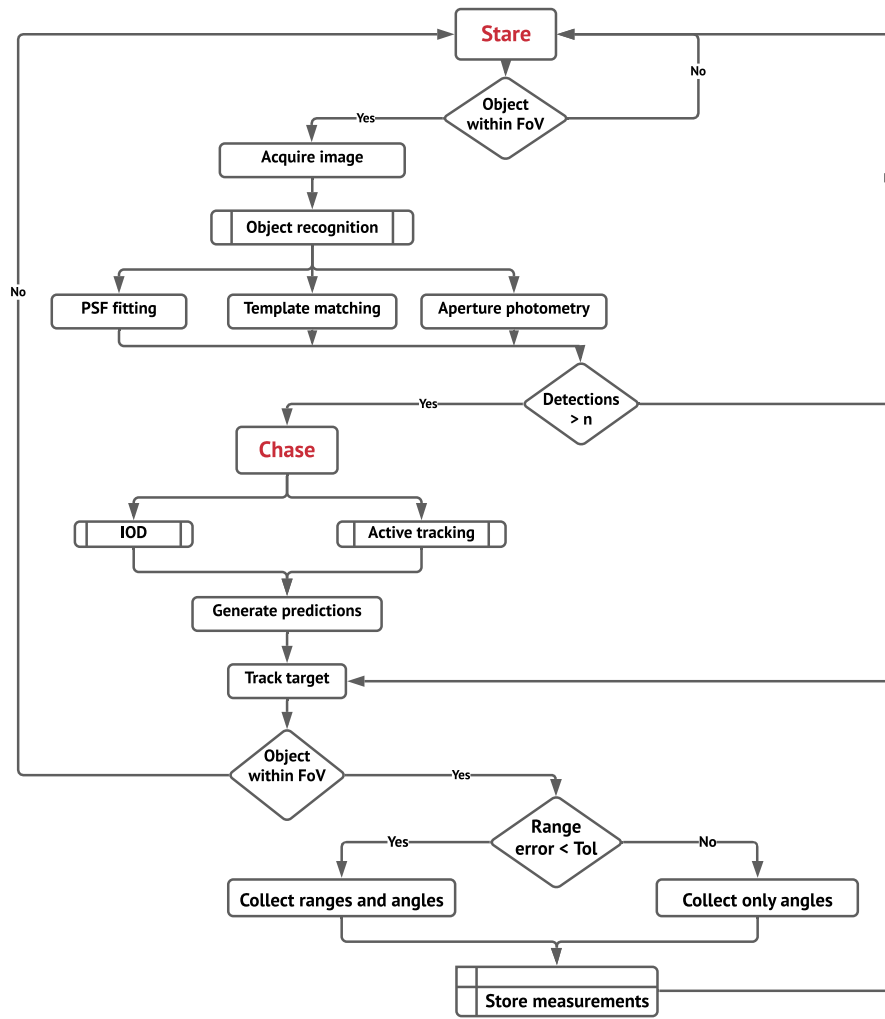 Stare
No
Object
within FoV
Yes
Acquire image
Object recognition
No
PSF fitting
Template matching
Aperture photometry
Detections
> n
Yes
Chase
IOD
Active tracking
Generate predictions
Track target
Object
within FoV
Yes
Range
error < Tol
Yes
No
Collect ranges and angles
Collect only angles
Store measurements